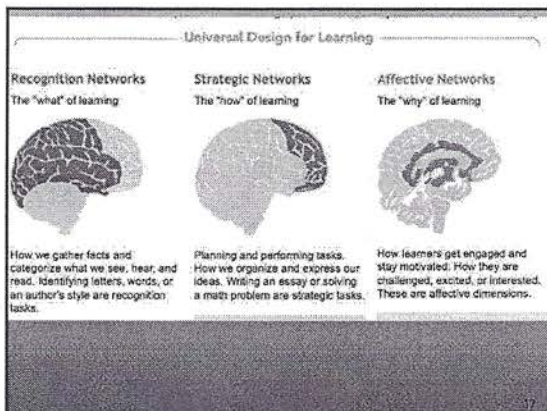 Universal Design for Learning
Recognition Networks
The "what" of learning
How we gather facts and
categorize what we see, hear, and
read. Identifying letters, words, or
an author's style are recognition
tasks.
Strategic Networks
The "how" of learning
Planning and performing tasks.
How we organize and express our
ideas. Writing an essay or solving
a math problem are strategic tasks.
Affective Networks
The "why" of learning
How learners get engaged and
stay motivated. How they are
challenged, excited, or interested.
These are affective dimensions.
17